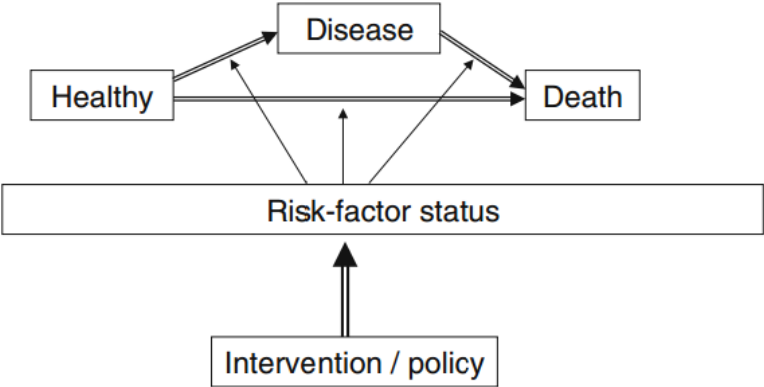 Disease
Healthy
Death
Risk-factor status
Intervention / policy